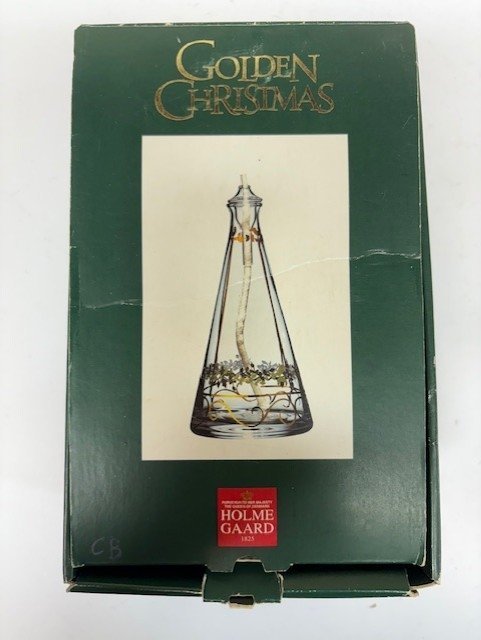 GOLDEN
CHRISTMAS
PURVEYOR TO HER MAJESTY
THE QUEEN OF DENMARK
HOLME
GAARD
1825
CB